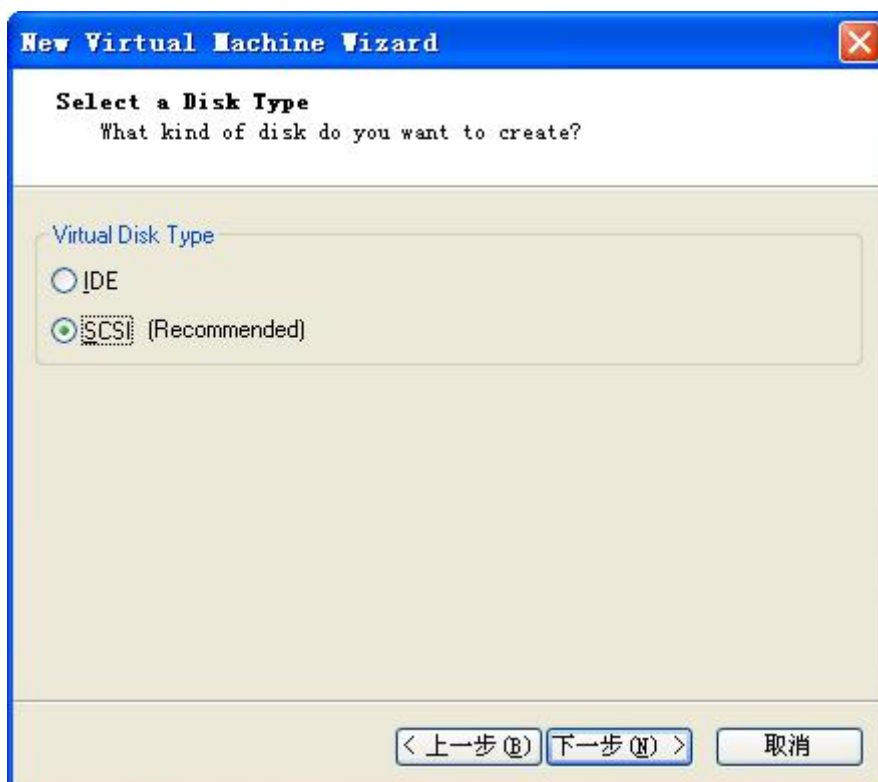 New Virtual Machine Wizard
Select a Disk Type
What kind of disk do you want to create?
Virtual Disk Type
IDE
SCSI (Recommended)
< 上一步(B) 下一步(N) > 取消